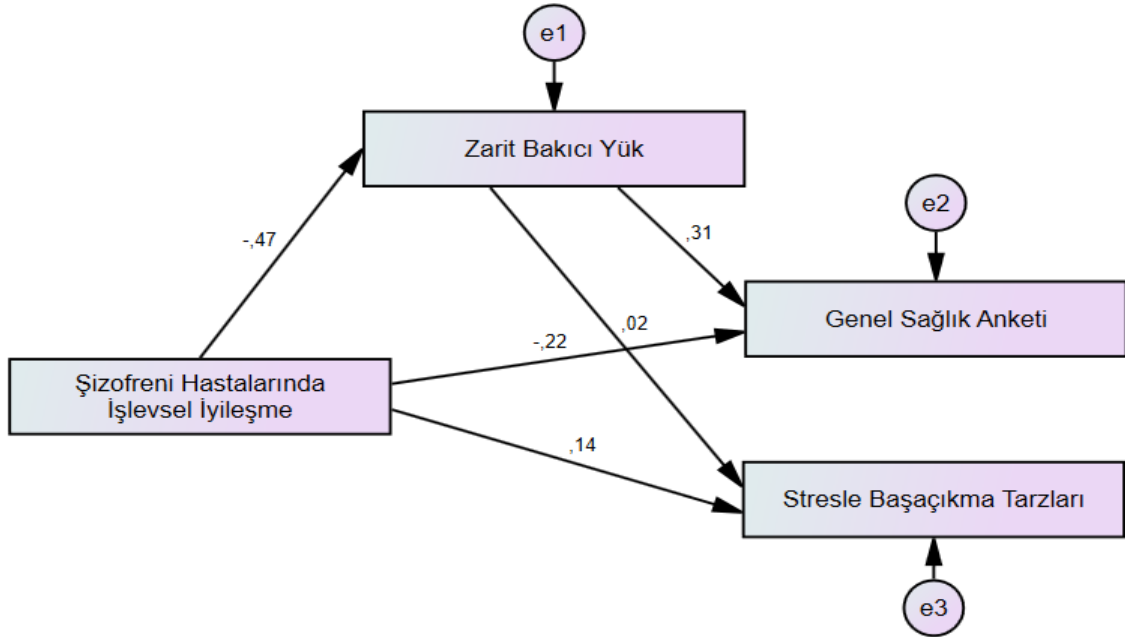 e1
Zarit Bakıcı Yük
e2
-,47
,31
Genel Sağlık Anketi
,02
-,22
Şizofreni Hastalarında
İşlevsel İyileşme
,14
Stresle Başaçıkma Tarzları
e3